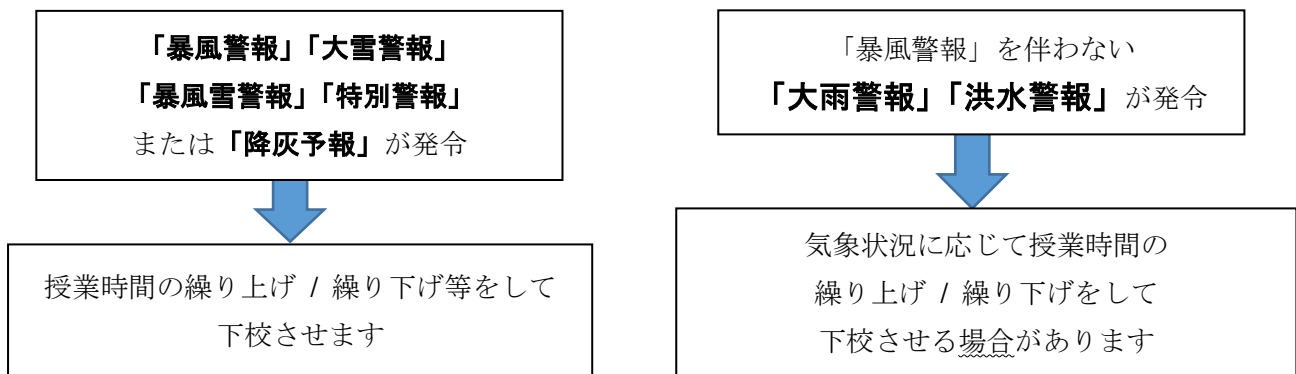 「暴風警報」「大雪警報」
「暴風雪警報」「特別警報」
または「降灰予報」が発令
授業時間の繰り上げ / 繰り下げ等をして
下校させます
「暴風警報」を伴わない
「大雨警報」「洪水警報」が発令
気象状況に応じて授業時間の
繰り上げ / 繰り下げをして
下校させる場合があります